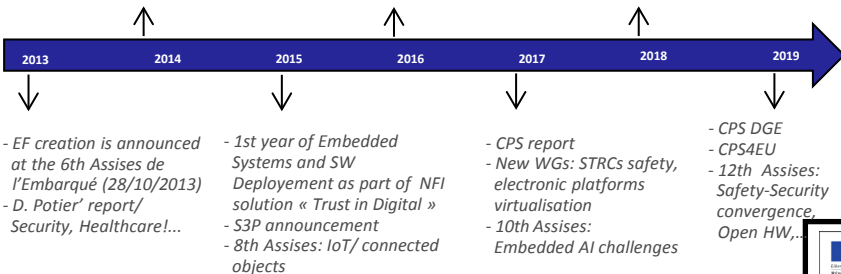 2013 2014 2015 2016 2017 2018 2019
- EF creation is announced
at the 6th Assises de
l'Embarqué (28/10/2013)
- D. Potier' report/
Security, Healthcare!...
- 1st year of Embedded
Systems and SW
Deployement as part of NFI
solution « Trust in Digital »
- S3P announcement
- 8th Assises: IoT/ connected
objects
- CPS report
- New WGs: STRCs safety,
electronic platforms
virtualisation
- 10th Assises:
Embedded AI challenges
- CPS DGE
- CPS4EU
- 12th Assises:
Safety-Security
convergence,
Open HW,...